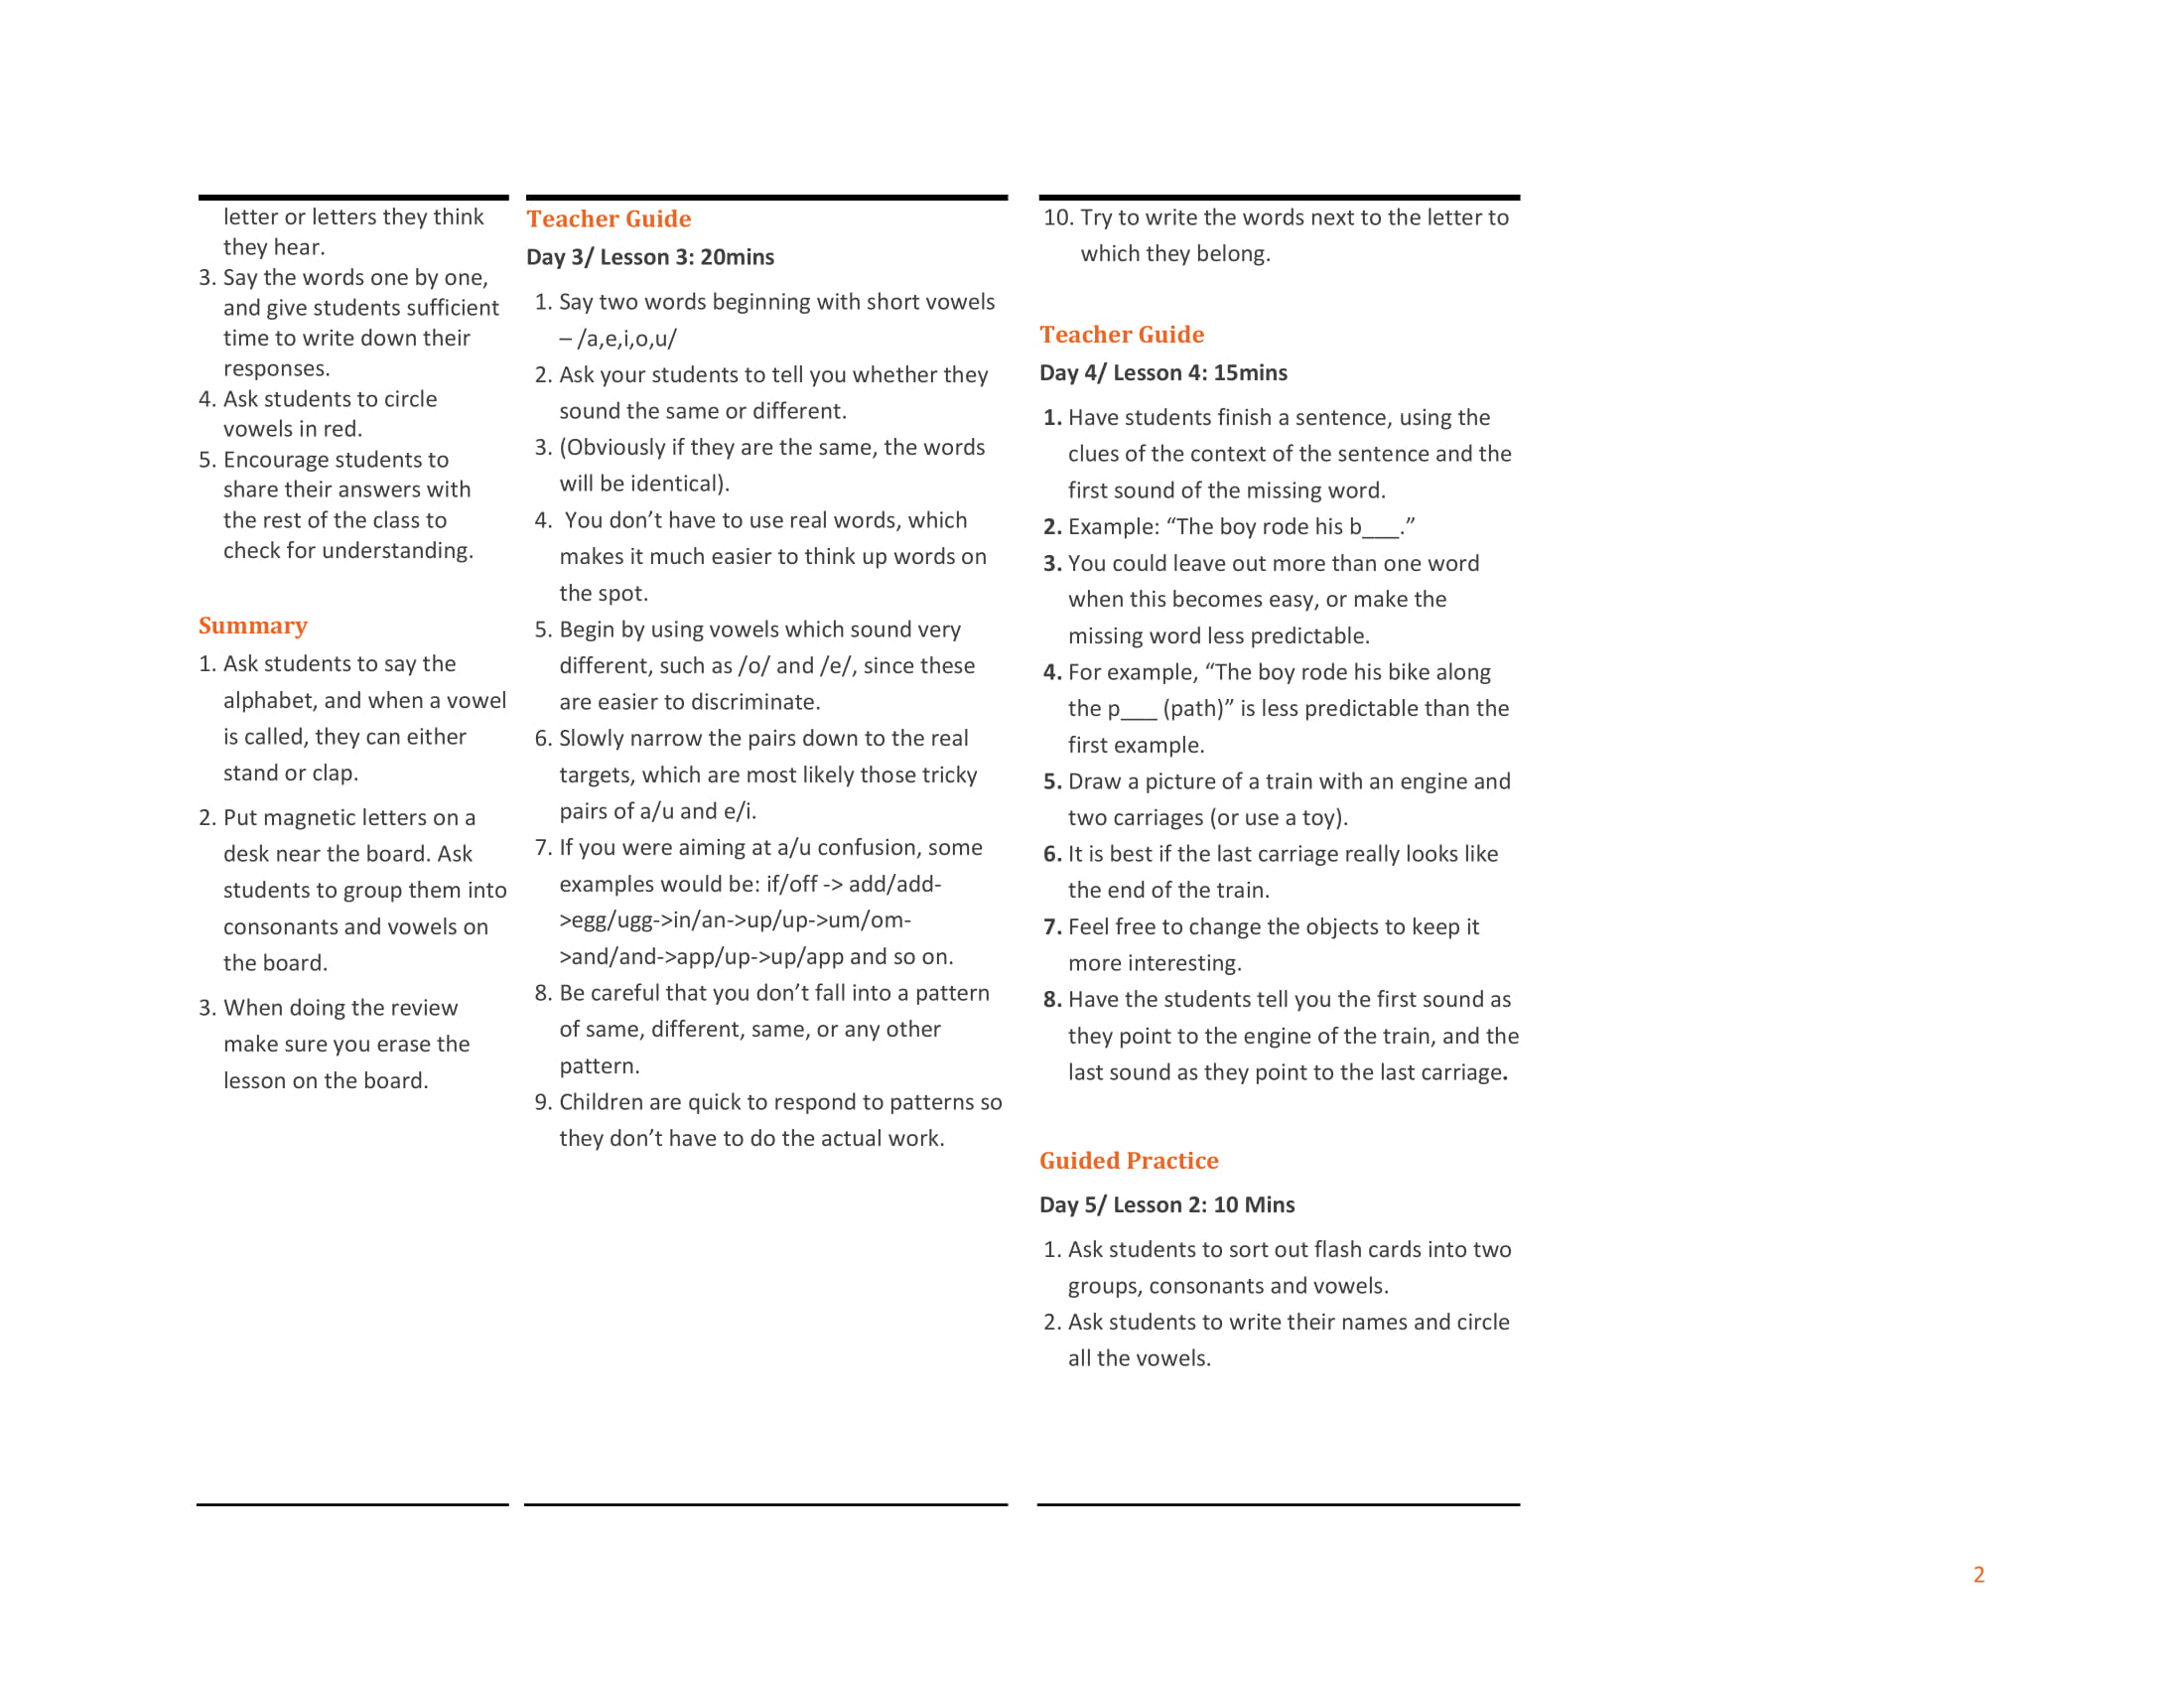 letter or letters they think
they hear.
3. Say the words one by one,
and give students sufficient
time to write down their
responses.
4. Ask students to circle
vowels in red.
5. Encourage students to
share their answers with
the rest of the class to
check for understanding.
Summary
1. Ask students to say the
alphabet, and when a vowel
is called, they can either
stand or clap.
2. Put magnetic letters on a
desk near the board. Ask
students to group them into
consonants and vowels on
the board.
3. When doing the review
make sure you erase the
lesson on the board.
Teacher Guide
Day 3/ Lesson 3: 20mins
1. Say two words beginning with short vowels
– /a,e,i,o,u/
2. Ask your students to tell you whether they
sound the same or different.
3. (Obviously if they are the same, the words
will be identical).
4. You don’t have to use real words, which
makes it much easier to think up words on
the spot.
5. Begin by using vowels which sound very
different, such as /o/ and /e/, since these
are easier to discriminate.
6. Slowly narrow the pairs down to the real
targets, which are most likely those tricky
pairs of a/u and e/i.
7. If you were aiming at a/u confusion, some
examples would be: if/off -> add/add-
>egg/ugg->in/an->up/up->um/om-
>and/and->app/up->up/app and so on.
8. Be careful that you don’t fall into a pattern
of same, different, same, or any other
pattern.
9. Children are quick to respond to patterns so
they don’t have to do the actual work.
10. Try to write the words next to the letter to
which they belong.
Teacher Guide
Day 4/ Lesson 4: 15mins
1. Have students finish a sentence, using the
clues of the context of the sentence and the
first sound of the missing word.
2. Example: “The boy rode his b___.”
3. You could leave out more than one word
when this becomes easy, or make the
missing word less predictable.
4. For example, “The boy rode his bike along
the p___ (path)” is less predictable than the
first example.
5. Draw a picture of a train with an engine and
two carriages (or use a toy).
6. It is best if the last carriage really looks like
the end of the train.
7. Feel free to change the objects to keep it
more interesting.
8. Have the students tell you the first sound as
they point to the engine of the train, and the
last sound as they point to the last carriage.
Guided Practice
Day 5/ Lesson 2: 10 Mins
1. Ask students to sort out flash cards into two
groups, consonants and vowels.
2. Ask students to write their names and circle
all the vowels.
2